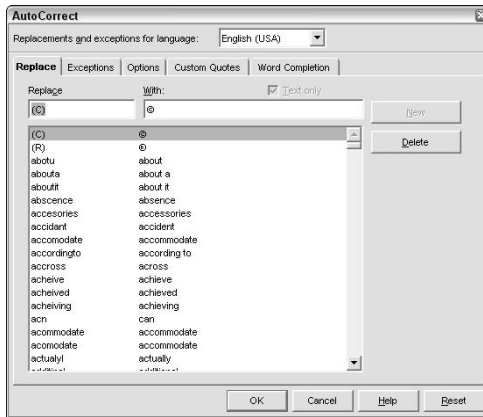 AutoCorrect
Replacements and exceptions for language: English (USA)
Replace Exceptions Options Custom Quotes Word Completion
Replace With: Text only
(C) © New
(C) © Delete
(R) ®
abotu about
abouta about a
aboutit about it
abscence absence
accesories accessories
accidant accident
accomodate accommodate
accordingto according to
accross across
acheive achieve
acheived achieved
acheiving achieving
acn can
acommodate accommodate
acomodate accommodate
actualyl actually
OK Cancel Help Reset